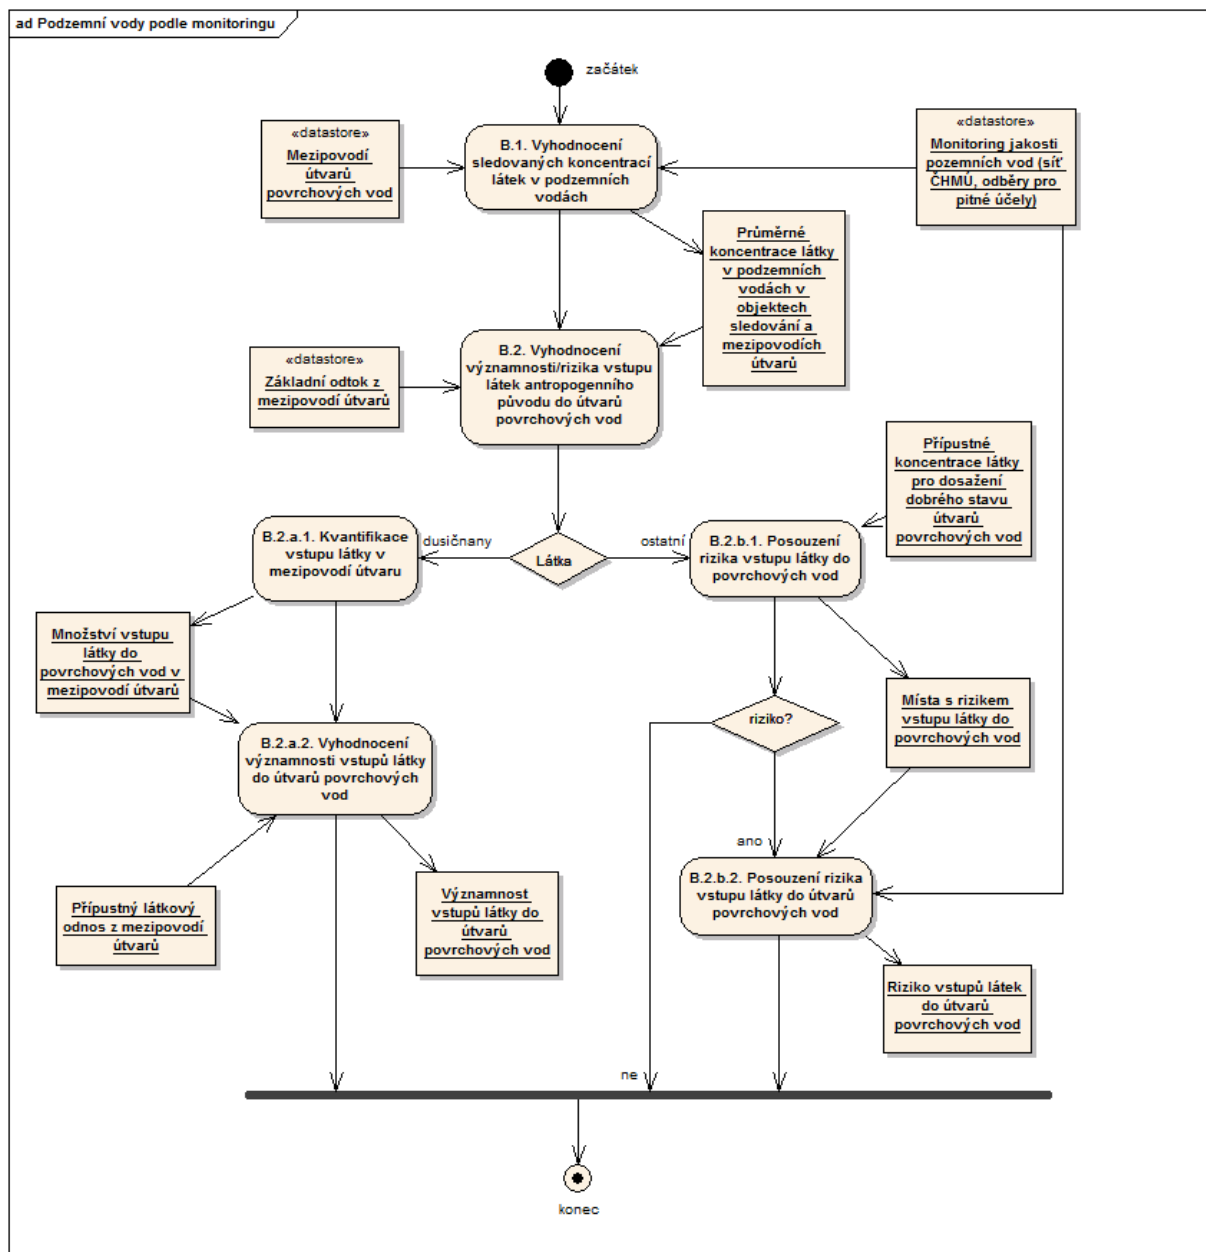 ad Podzemní vody podle monitoringu
začátek
«datastore»
Mezipovodí
útvarů
povrchových vod
B.1. Vyhodnocení
sledovaných koncentrací
látek v podzemních
vodách
«datastore»
Monitoring jakosti
pozemních vod (síť
ČHMÚ, odběry pro
pitné účely)
Průměrné
koncentrace látky
v podzemních
vodách v
objektech
sledování a
mezipovodích
útvarů
«datastore»
Základní odtok z
mezipovodí útvarů
B.2. Vyhodnocení
významnosti/rizika vstupu
látek antropogenního
původu do útvarů
povrchových vod
Přípustné
koncentrace látky
pro dosažení
dobrého stavu
útvarů
povrchových vod
B.2.a.1. Kvantifikace
vstupu látky v
mezipovodí útvaru
dusičnany
Látka
ostatní
B.2.b.1. Posouzení
rizika vstupu látky do
povrchových vod
Množství vstupu
látky do
povrchových vod v
mezipovodí útvarů
riziko?
Místa s rizikem
vstupu látky do
povrchových vod
B.2.a.2. Vyhodnocení
významnosti vstupů látky
do útvarů povrchových
vod
ano
B.2.b.2. Posouzení rizika
vstupu látky do útvarů
povrchových vod
Přípustný látkový
odnos z mezipovodí
útvarů
Významnost
vstupů látky do
útvarů
povrchových vod
Riziko vstupů látek
do útvarů
povrchových vod
ne
konec